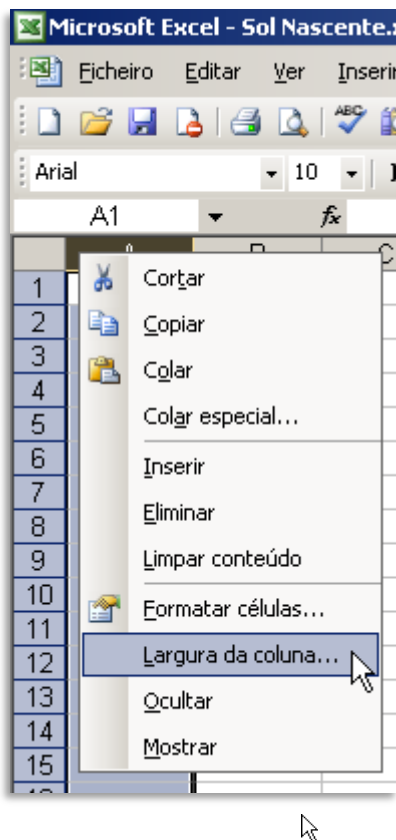 Microsoft Excel - Sol Nascente.x
Ficheiro Editar Ver Inserir
ABC
Arial 10
A1 fx
A B C
1
Cortar
2
Copiar
3
Colar
4
5
Colar especial...
6
Inserir
7
8
Eliminar
9
Limpar conteúdo
10
Formatar células...
11
12
Largura da coluna...
13
Ocultar
14
Mostrar
15